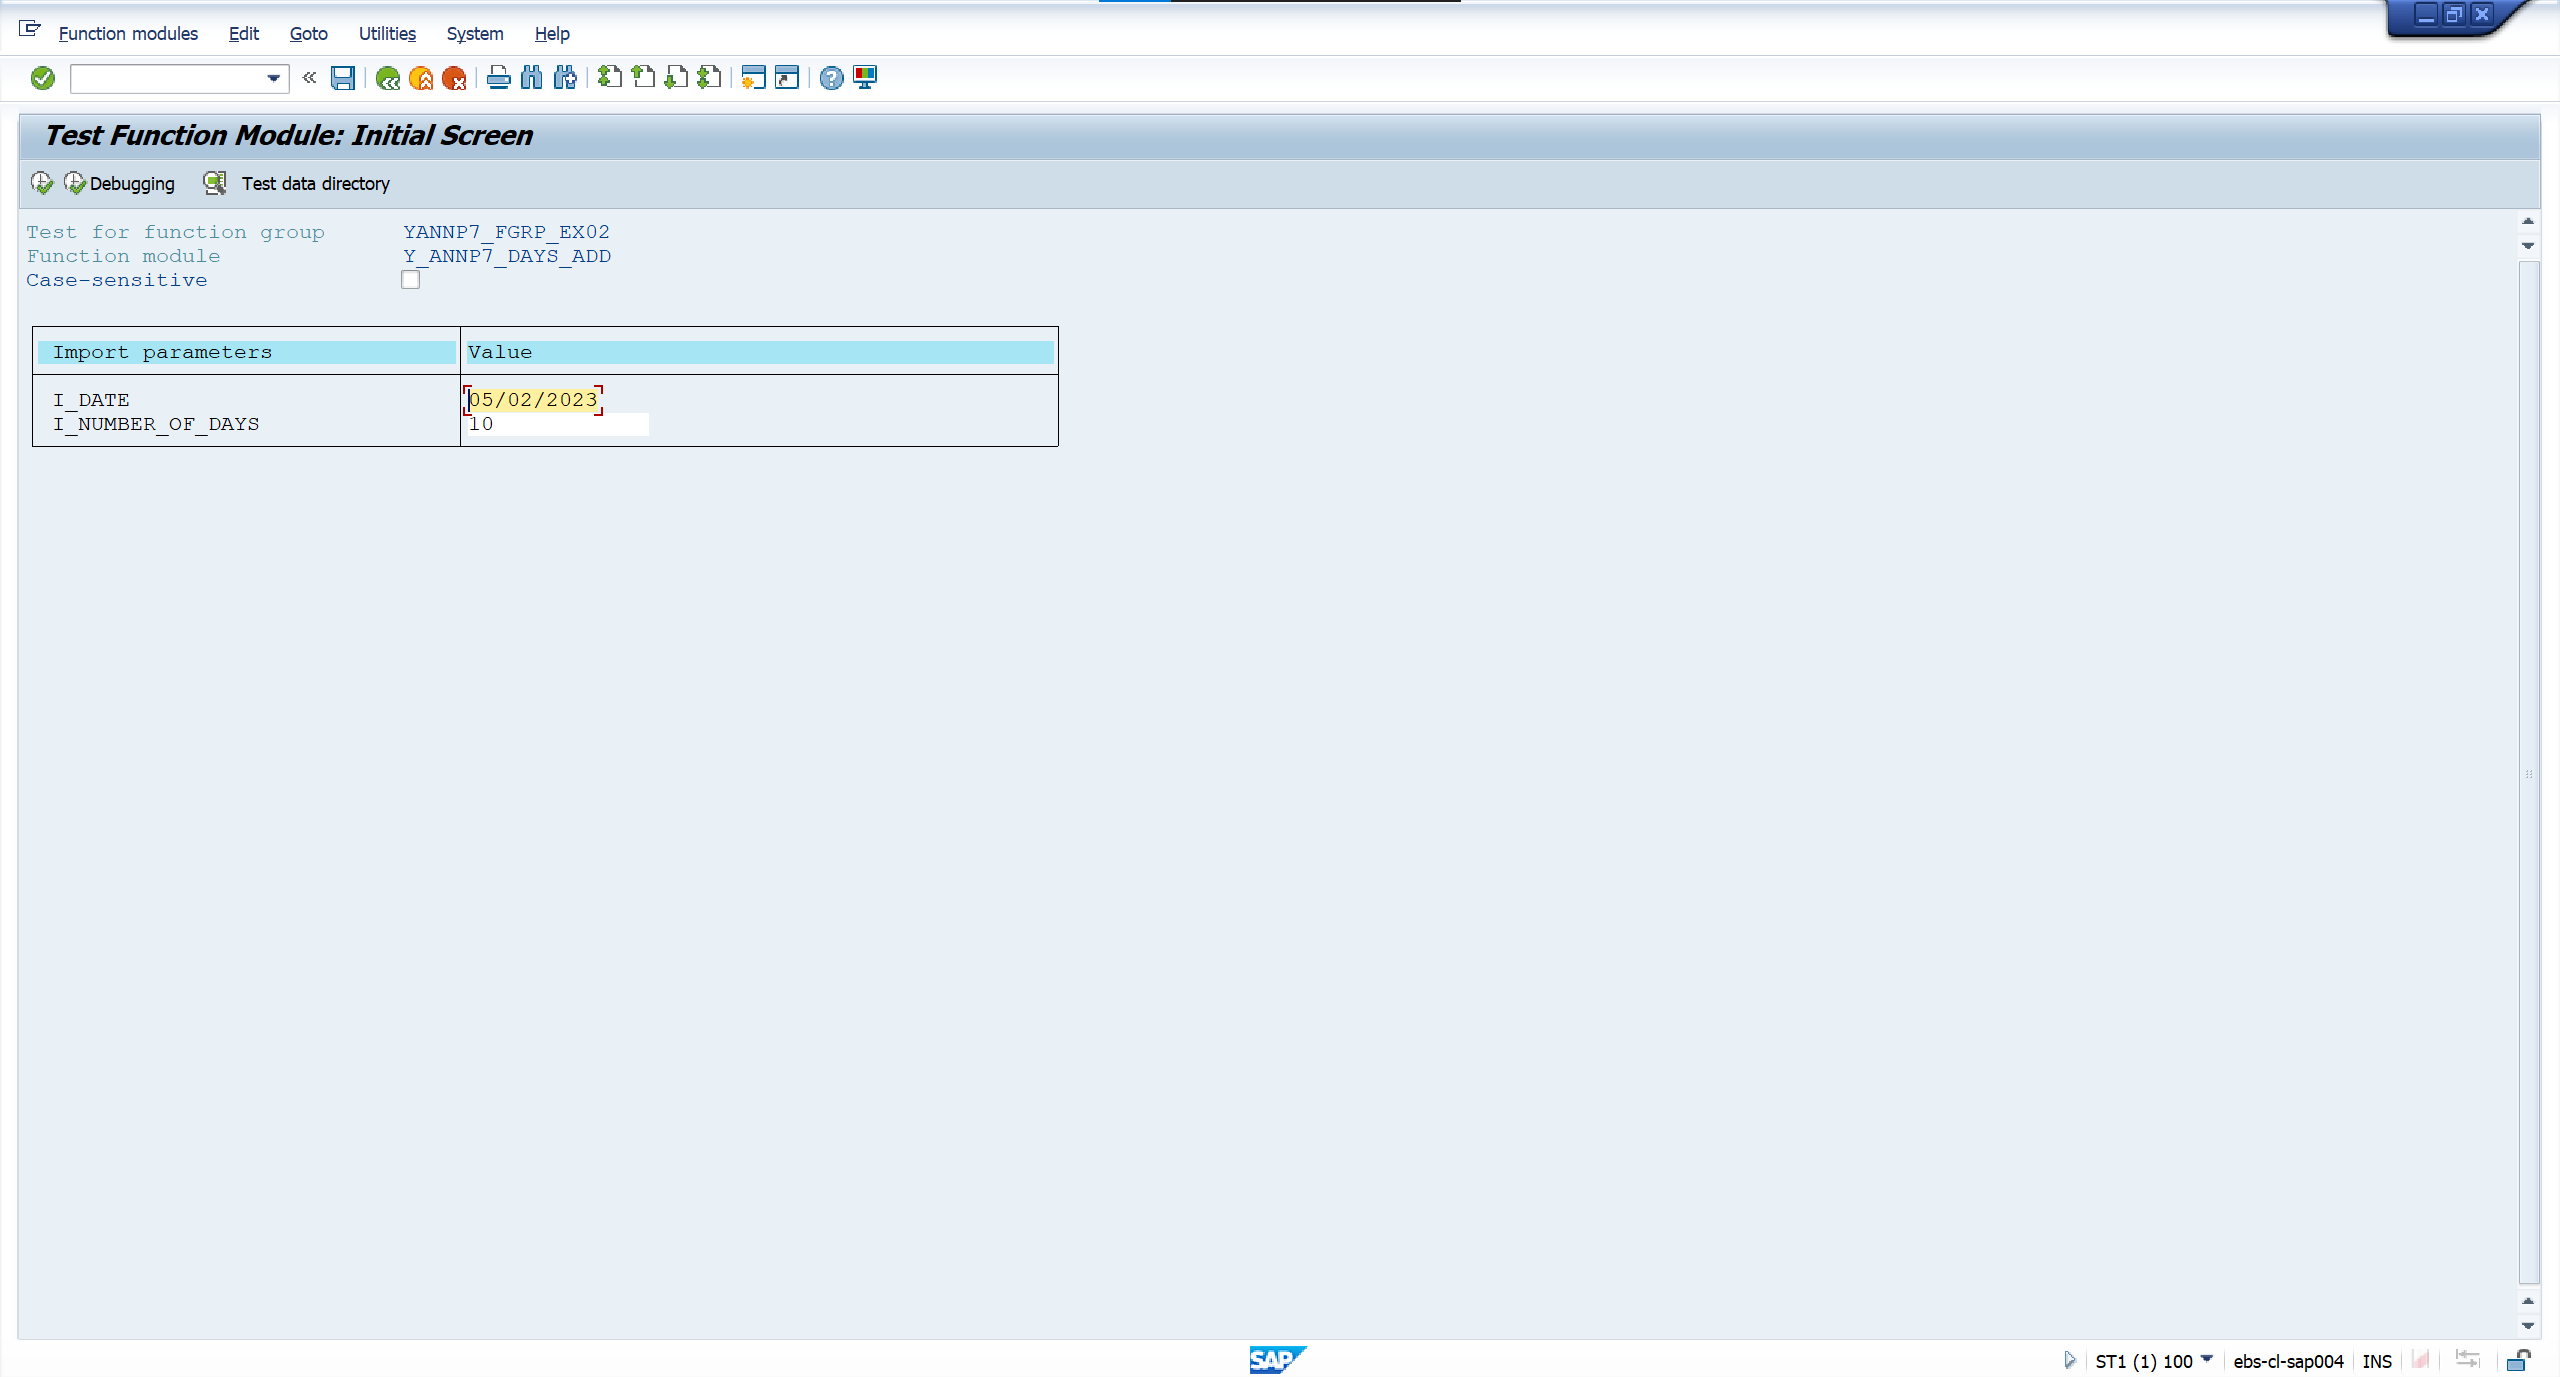 Function modules Edit Goto Utilities System Help
Test Function Module: Initial Screen
Debugging Test data directory
Test for function group YANNP7_FGRP_EX02
Function module Y_ANNP7_DAYS_ADD
Case-sensitive
Import parameters Value
I_DATE 05/02/2023
I_NUMBER_OF_DAYS 10
SAP ST1 (1) 100 ebs-cl-sap004 INS